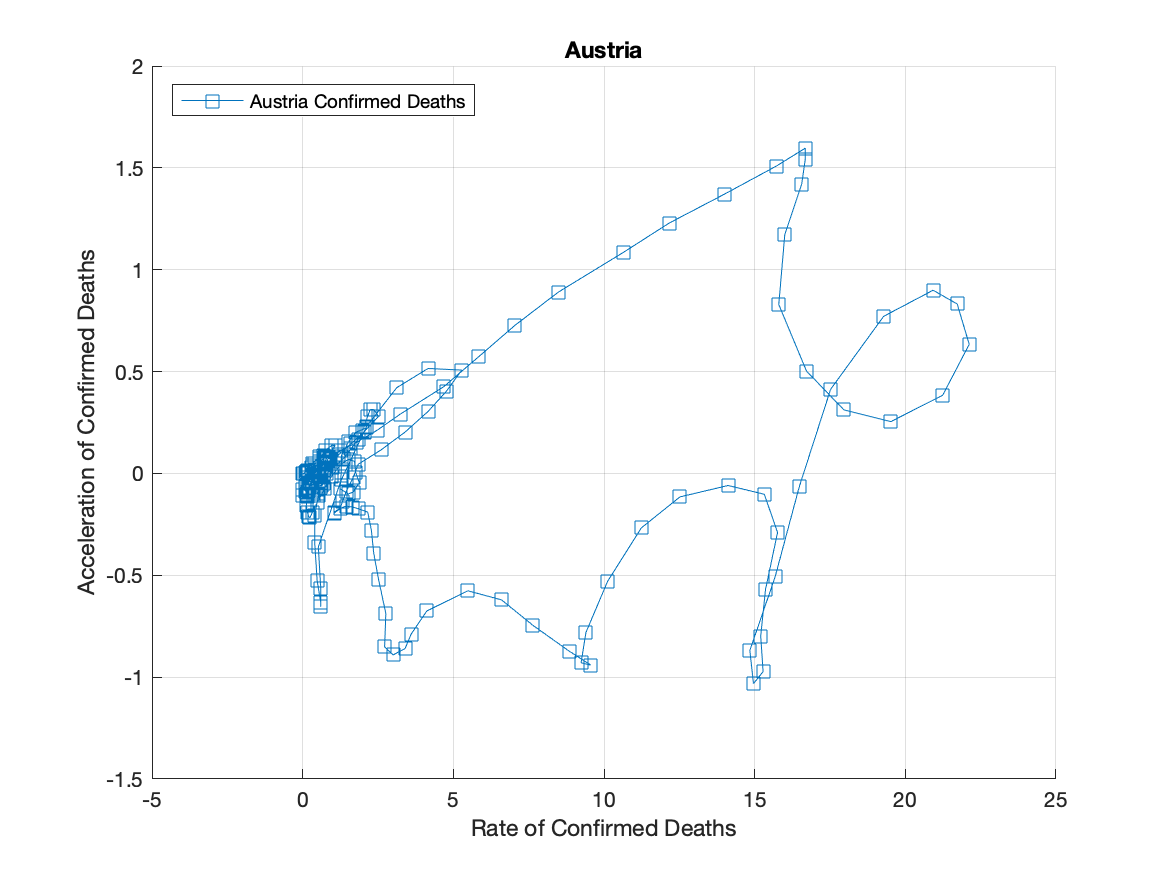 Austria
2
Austria Confirmed Deaths
1.5
1
0.5
0
-0.5
-1
-1.5
Acceleration of Confirmed Deaths
-5 0 5 10 15 20 25
Rate of Confirmed Deaths